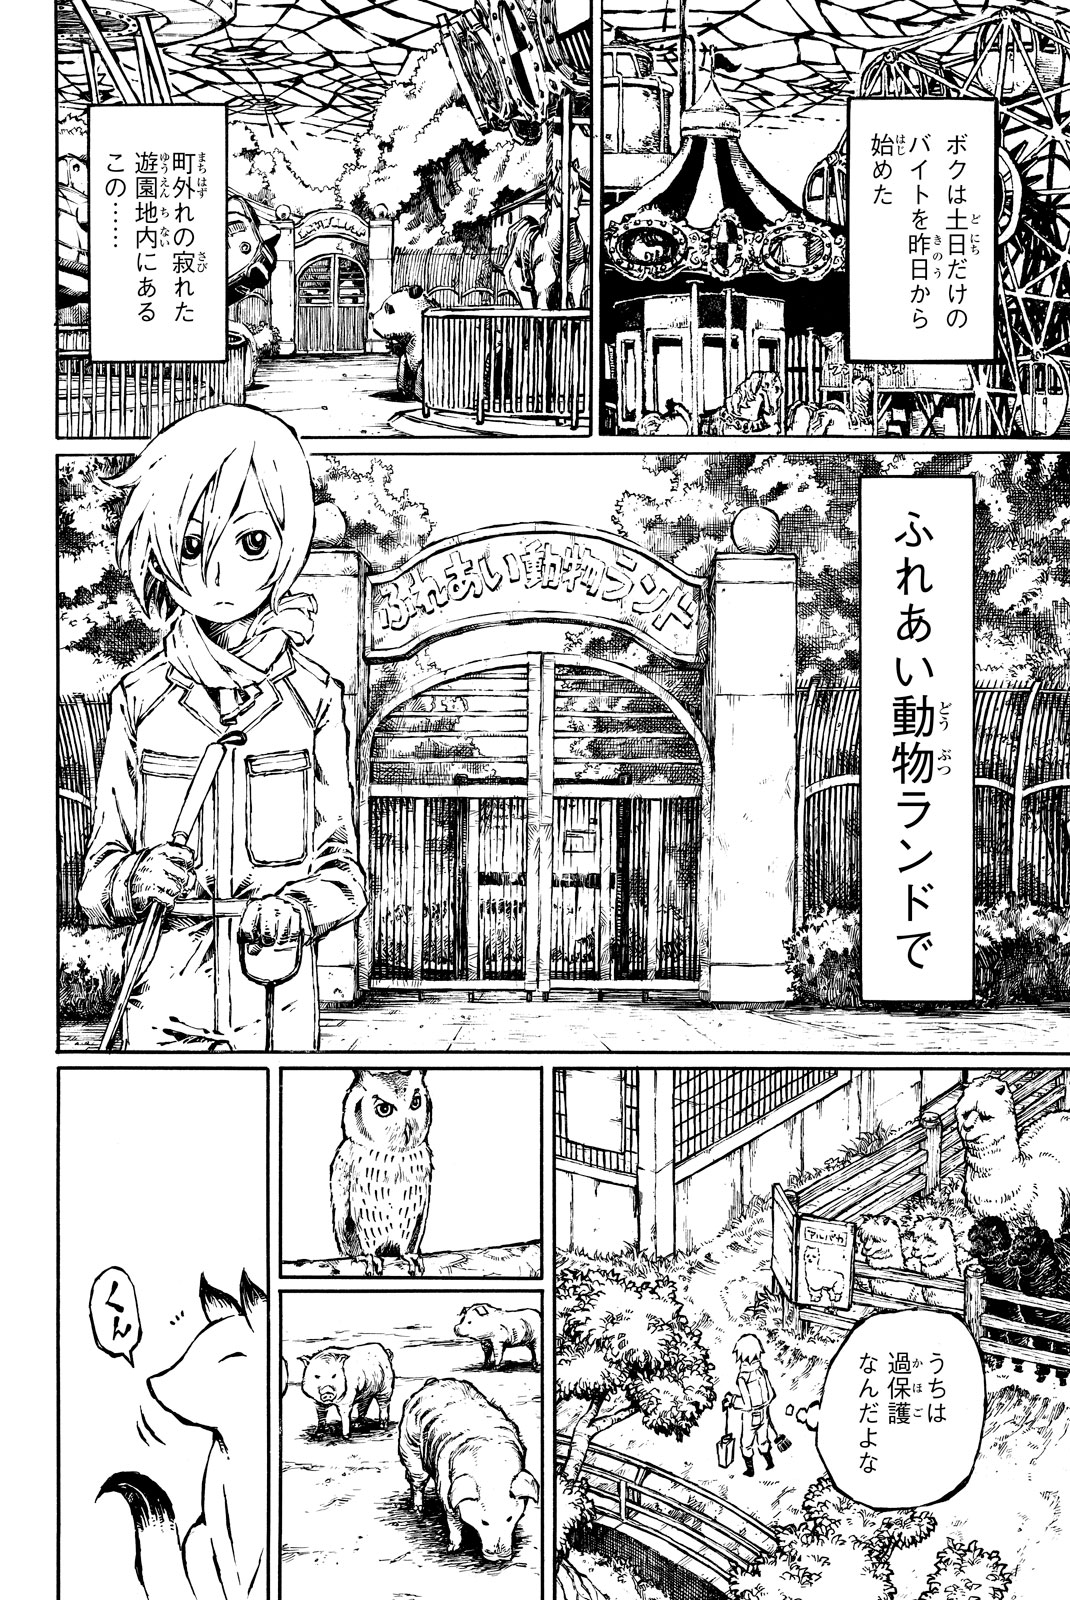 ボクは土日だけの
バイトを昨日から
始めた
町外れの寂れた
遊園地内にある
この……
ふれあい動物ランドで
ふれあい動物ランド
アルパカ
うちは
過保護
なんだよな
くん